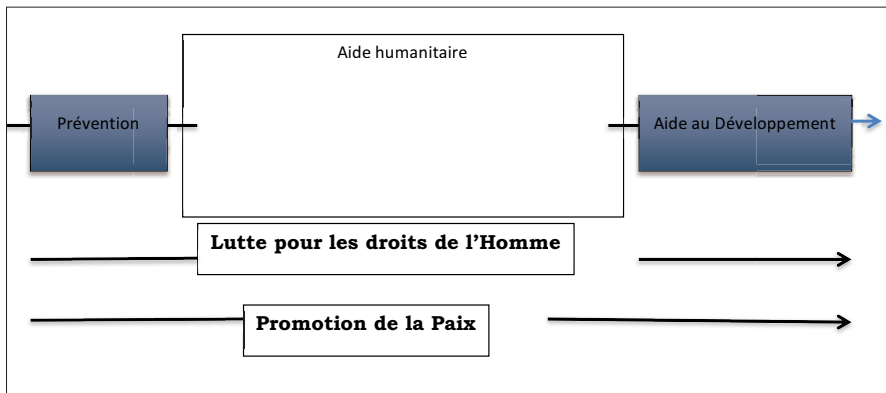 Aide humanitaire
Prévention
Aide au Développement
Lutte pour les droits de l’Homme
Promotion de la Paix